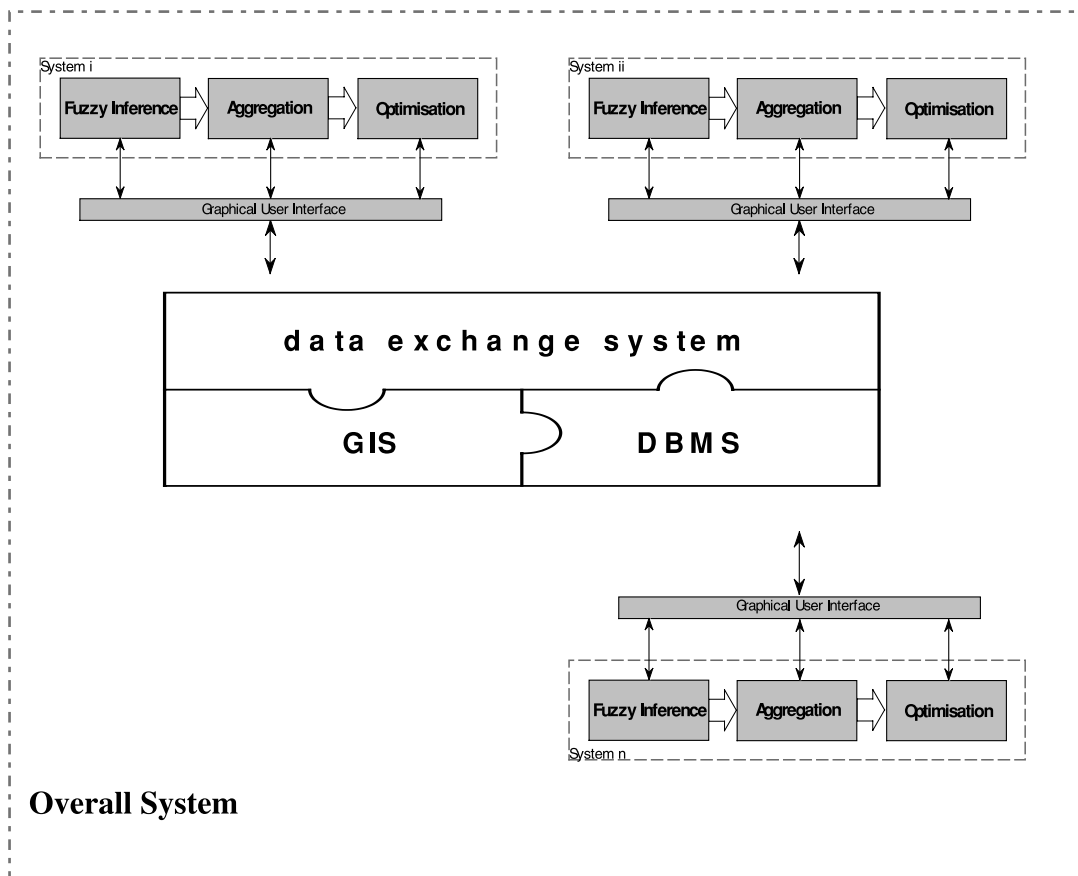 System i
Fuzzy Inference
Aggregation
Optimisation
Graphical User Interface
System ii
Fuzzy Inference
Aggregation
Optimisation
Graphical User Interface
data exchange system
GIS
DBMS
Graphical User Interface
Fuzzy Inference
Aggregation
Optimisation
System n
Overall System